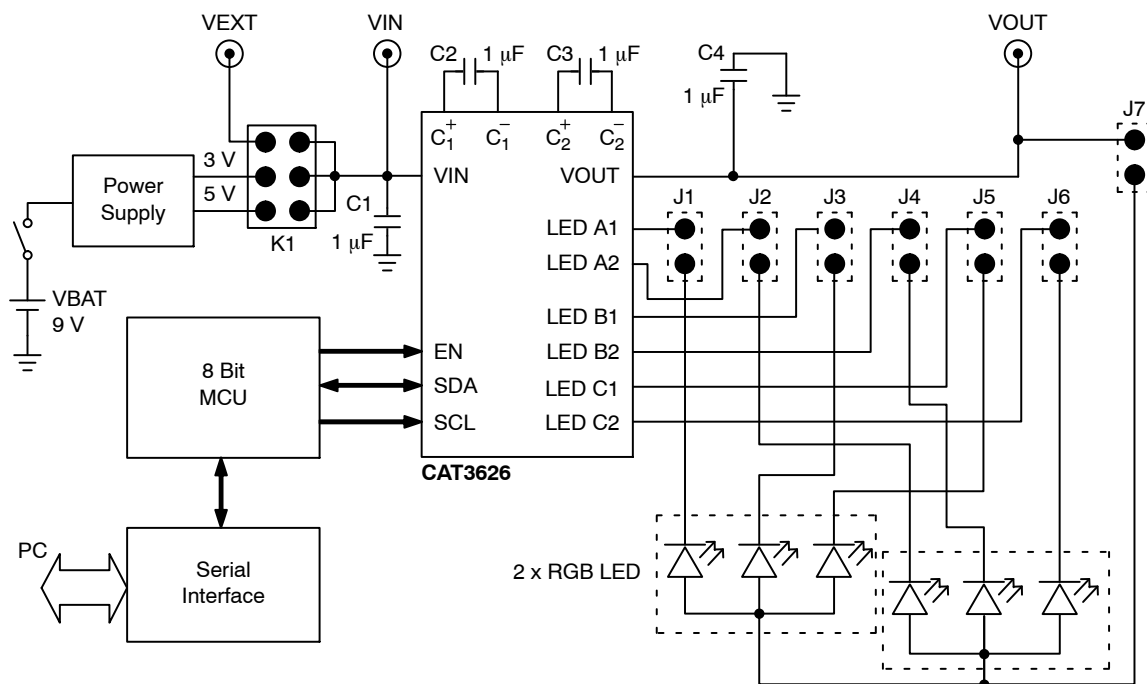 VEXT
VIN
VOUT
C2
1 μF
C3
1 μF
C4
1 μF
J7
C1+
C1−
C2+
C2−
3 V
5 V
Power
Supply
K1
C1
1 μF
VIN
VOUT
J1
J2
J3
J4
J5
J6
LED A1
LED A2
LED B1
LED B2
LED C1
LED C2
VBAT
9 V
8 Bit
MCU
EN
SDA
SCL
CAT3626
PC
Serial
Interface
2 x RGB LED